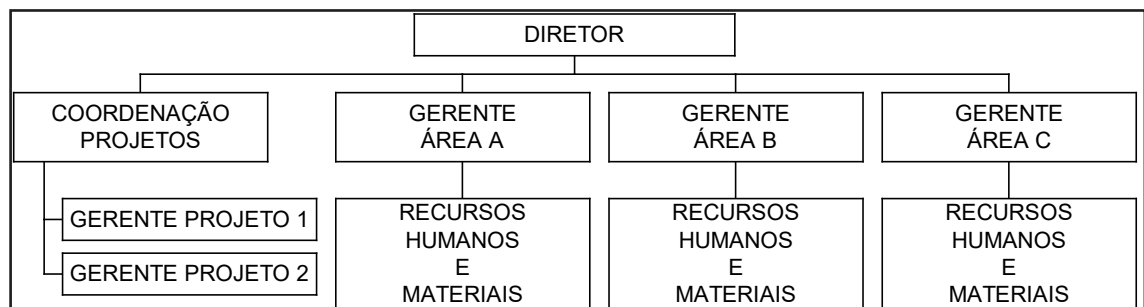 DIRETOR
COORDENAÇÃO
PROJETOS
GERENTE
ÁREA A
GERENTE
ÁREA B
GERENTE
ÁREA C
GERENTE PROJETO 1
GERENTE PROJETO 2
RECURSOS
HUMANOS
E
MATERIAIS
RECURSOS
HUMANOS
E
MATERIAIS
RECURSOS
HUMANOS
E
MATERIAIS